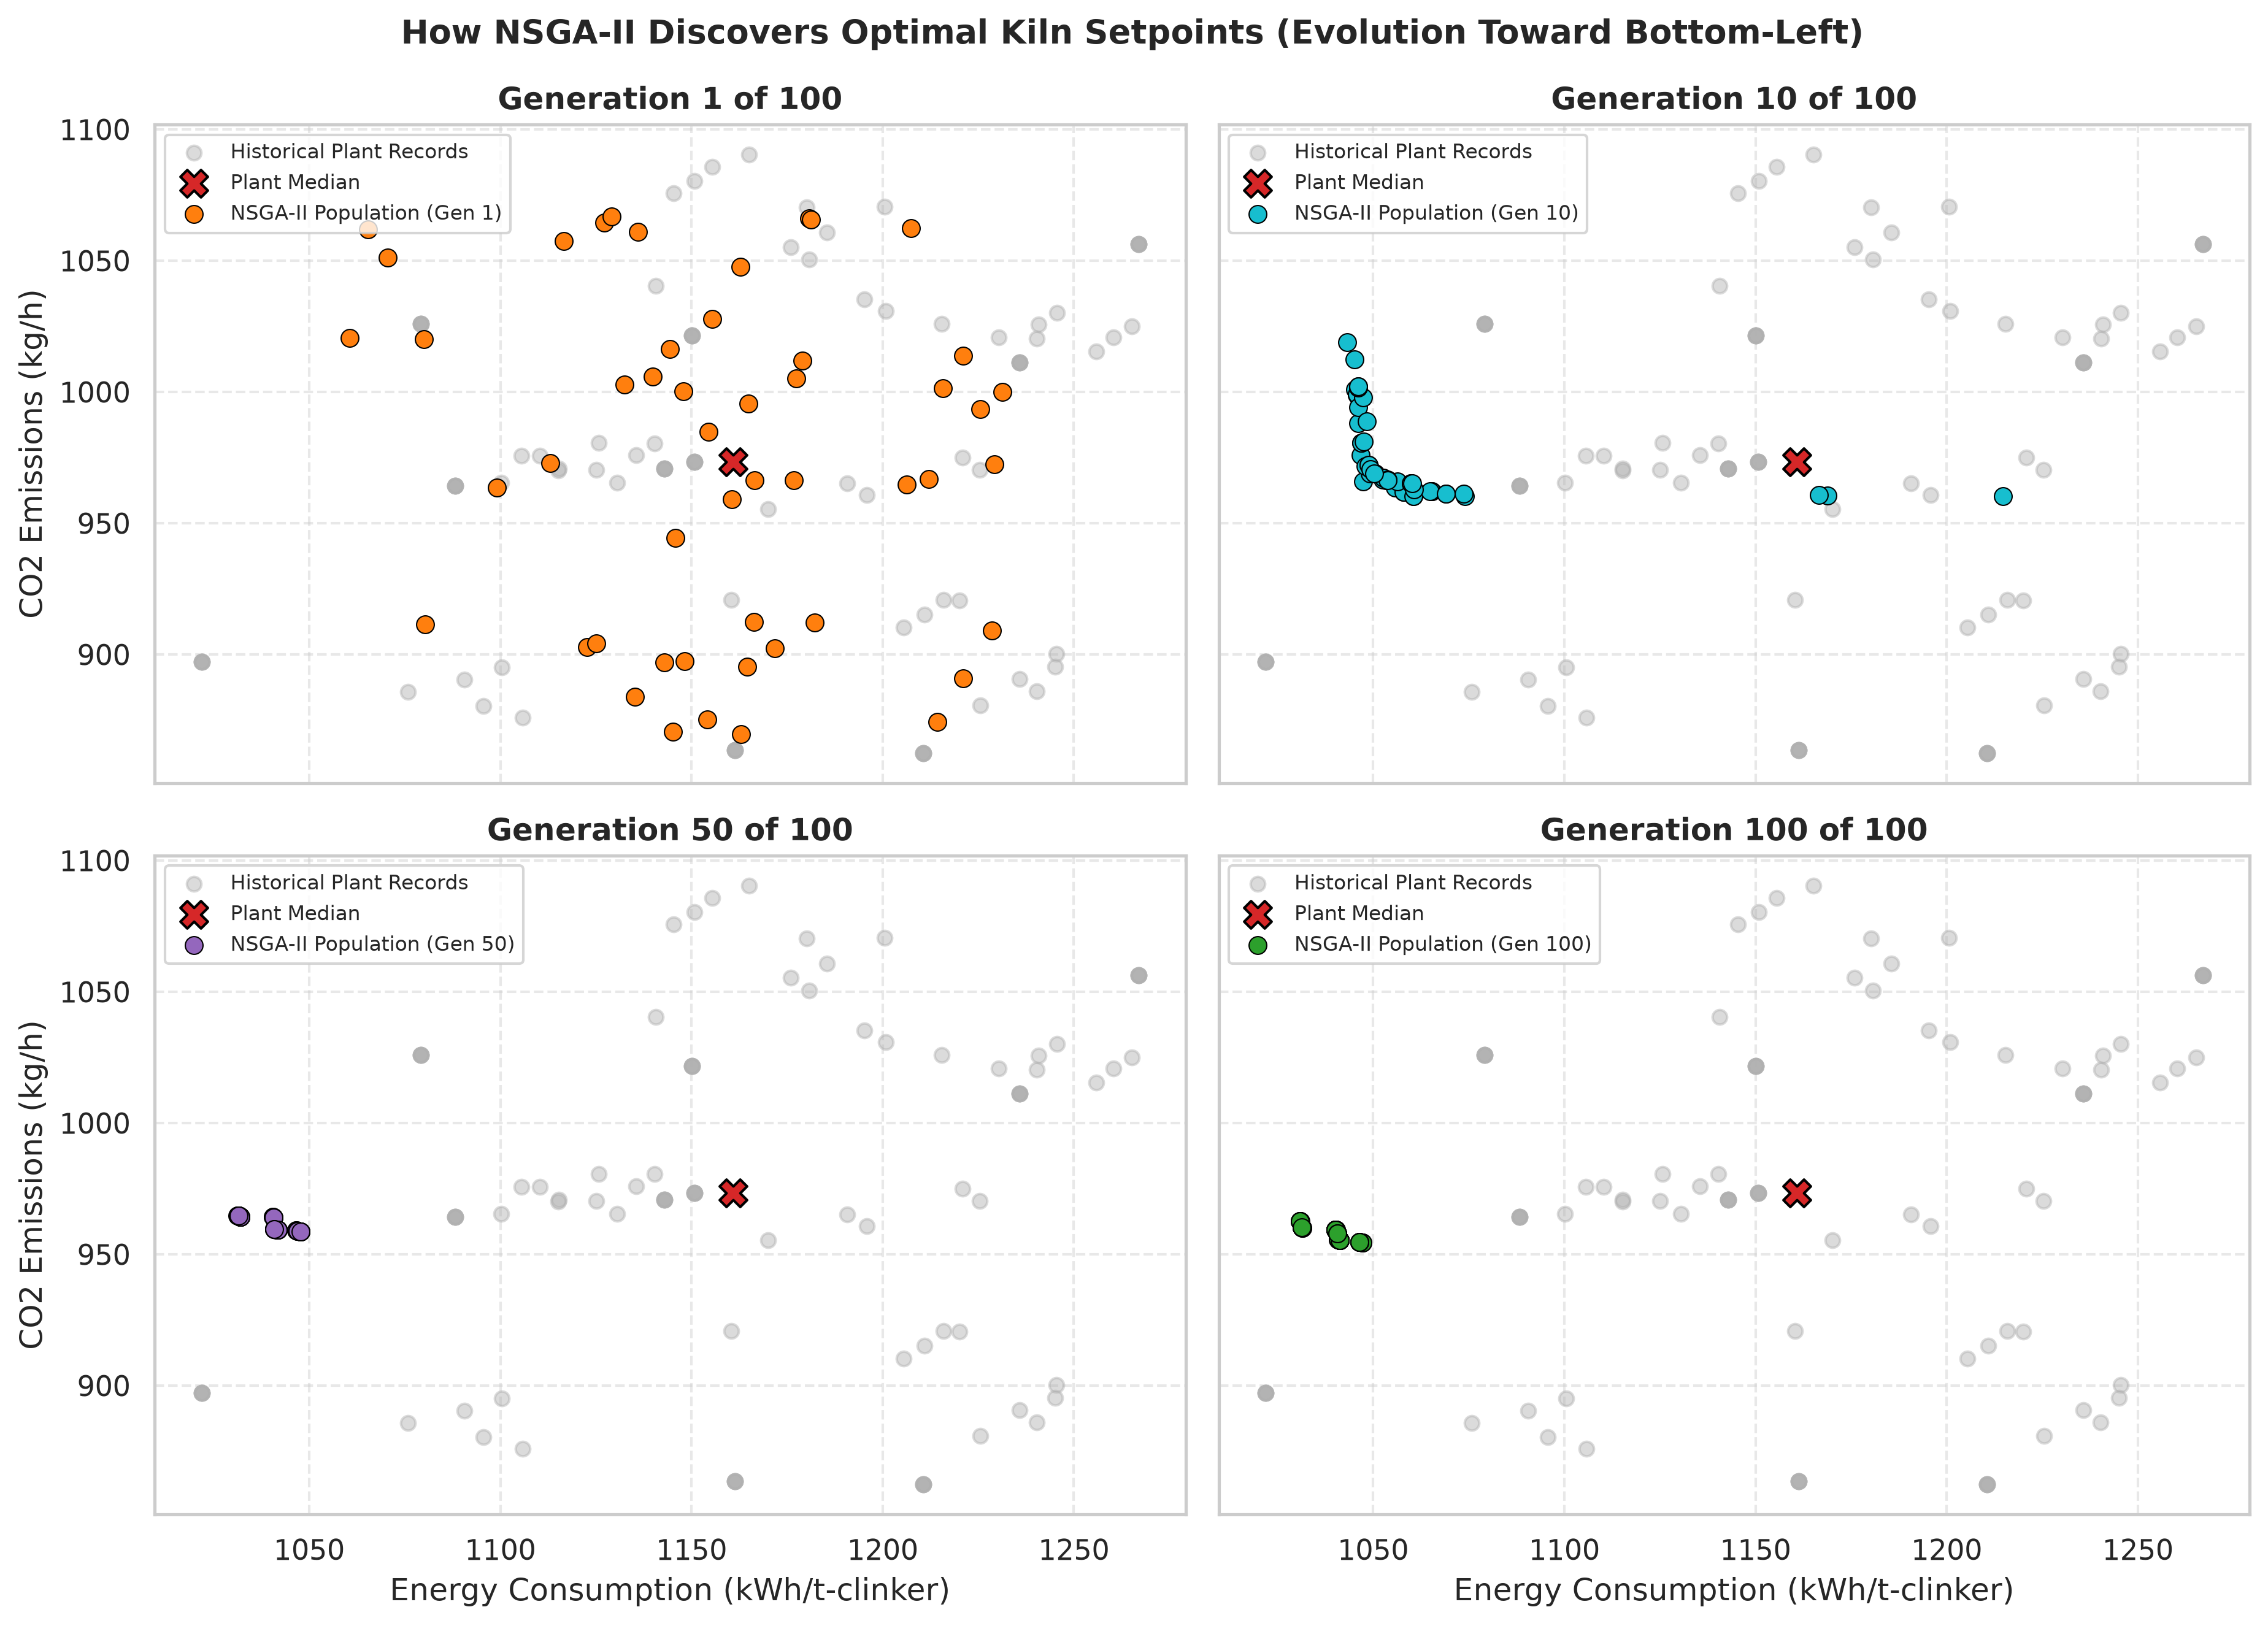 How NSGA-II Discovers Optimal Kiln Setpoints (Evolution Toward Bottom-Left)
Generation 1 of 100
Historical Plant Records
Plant Median
NSGA-II Population (Gen 1)
1100
1050
1000
950
900
CO2 Emissions (kg/h)
Generation 10 of 100
Historical Plant Records
Plant Median
NSGA-II Population (Gen 10)
Generation 50 of 100
Historical Plant Records
Plant Median
NSGA-II Population (Gen 50)
1100
1050
1000
950
900
CO2 Emissions (kg/h)
1050 1100 1150 1200 1250
Energy Consumption (kWh/t-clinker)
Generation 100 of 100
Historical Plant Records
Plant Median
NSGA-II Population (Gen 100)
1050 1100 1150 1200 1250
Energy Consumption (kWh/t-clinker)